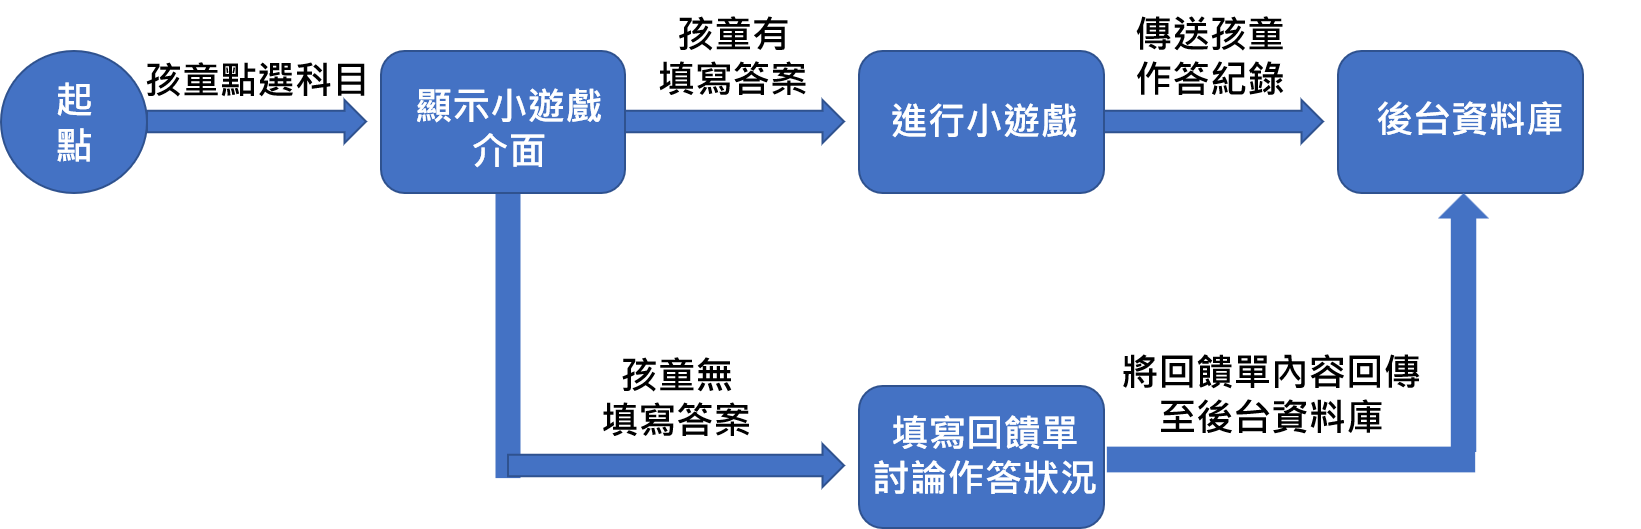 起
點
孩童點選科目
顯示小遊戲
介面
孩童有
填寫答案
進行小遊戲
傳送孩童
作答紀錄
後台資料庫
孩童無
填寫答案
填寫回饋單
討論作答狀況
將回饋單內容回傳
至後台資料庫